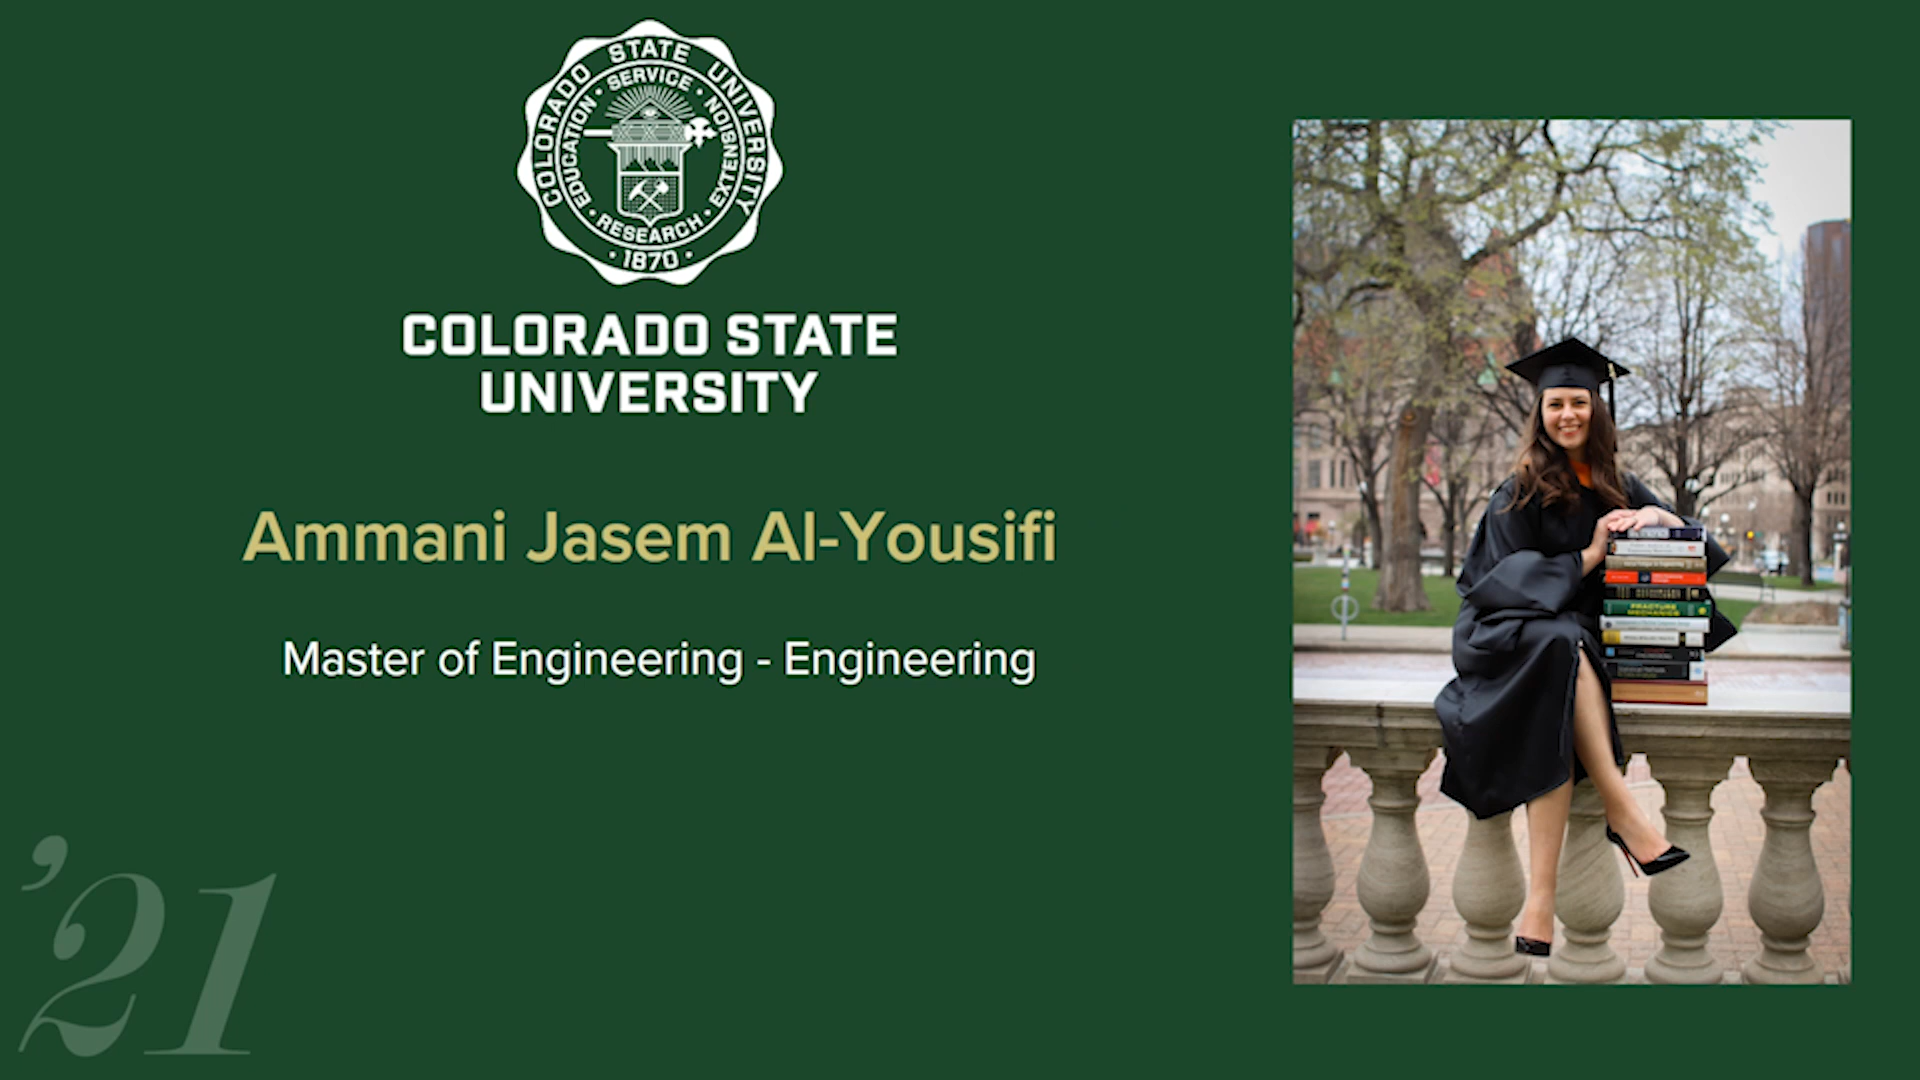 COLORADO STATE UNIVERSITY
EDUCATION • SERVICE • EXTENSION • RESEARCH
• 1870 •
COLORADO STATE
UNIVERSITY
Ammani Jasem Al-Yousifi
Master of Engineering - Engineering
’21
FRACTURE
MECHANICS